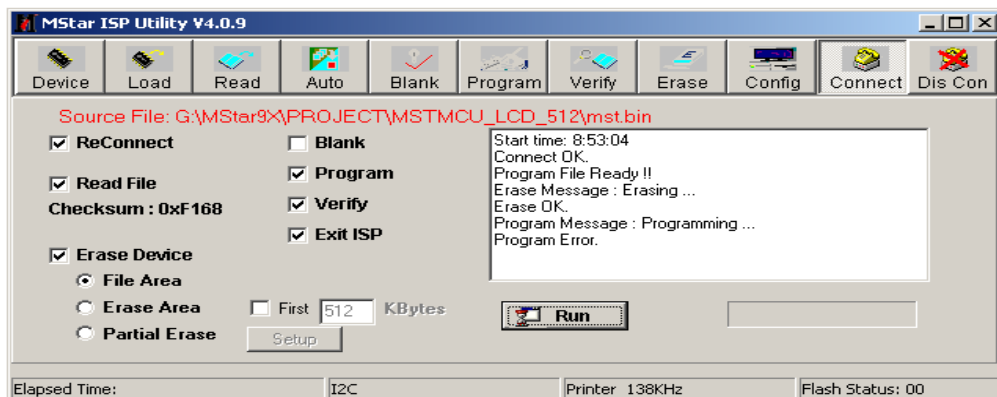 MStar ISP Utility V4.0.9
Device Load Read Auto Blank Program Verify Erase Config Connect Dis Con
Source File: G:\MStar9X\PROJECT\MSTMCU_LCD_512\mst.bin
ReConnect
Read File
Checksum : 0xF168
Erase Device
File Area
Erase Area
Partial Erase
Blank
Program
Verify
Exit ISP
First 512 KBytes
Setup
Start time: 8:53:04
Connect OK.
Program File Ready !!
Erase Message : Erasing ...
Erase OK.
Program Message : Programming ...
Program Error.
Run
Elapsed Time: I2C Printer 138KHz Flash Status: 00